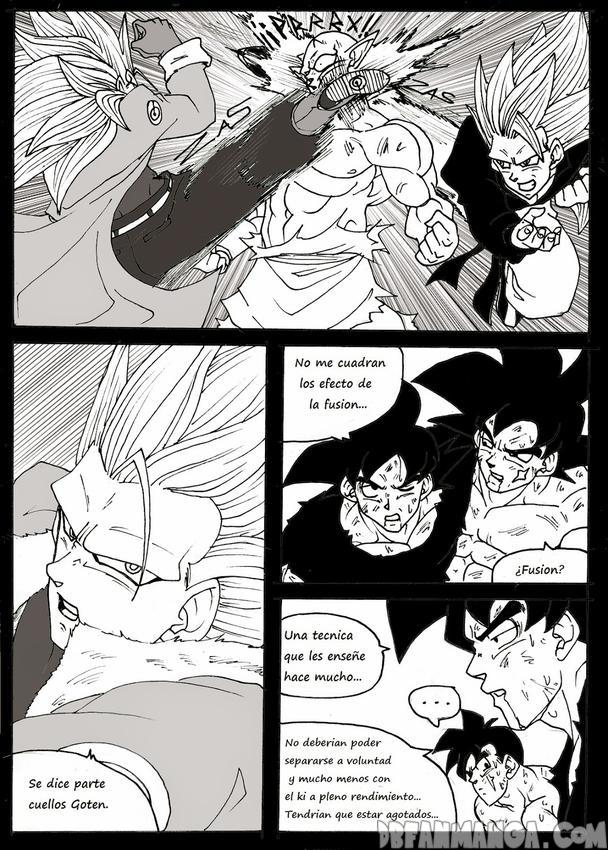 ¡¡PRRRX!!
ZAS
ZAS
No me cuadran
los efecto de
la fusion...
¿Fusion?
Se dice parte
cuellos Goten.
Una tecnica
que les enseñe
hace mucho...
...
No deberian poder
separarse a voluntad
y mucho menos con
el ki a pleno rendimiento...
Tendrian que estar agotados...
DBFANMANGA.COM